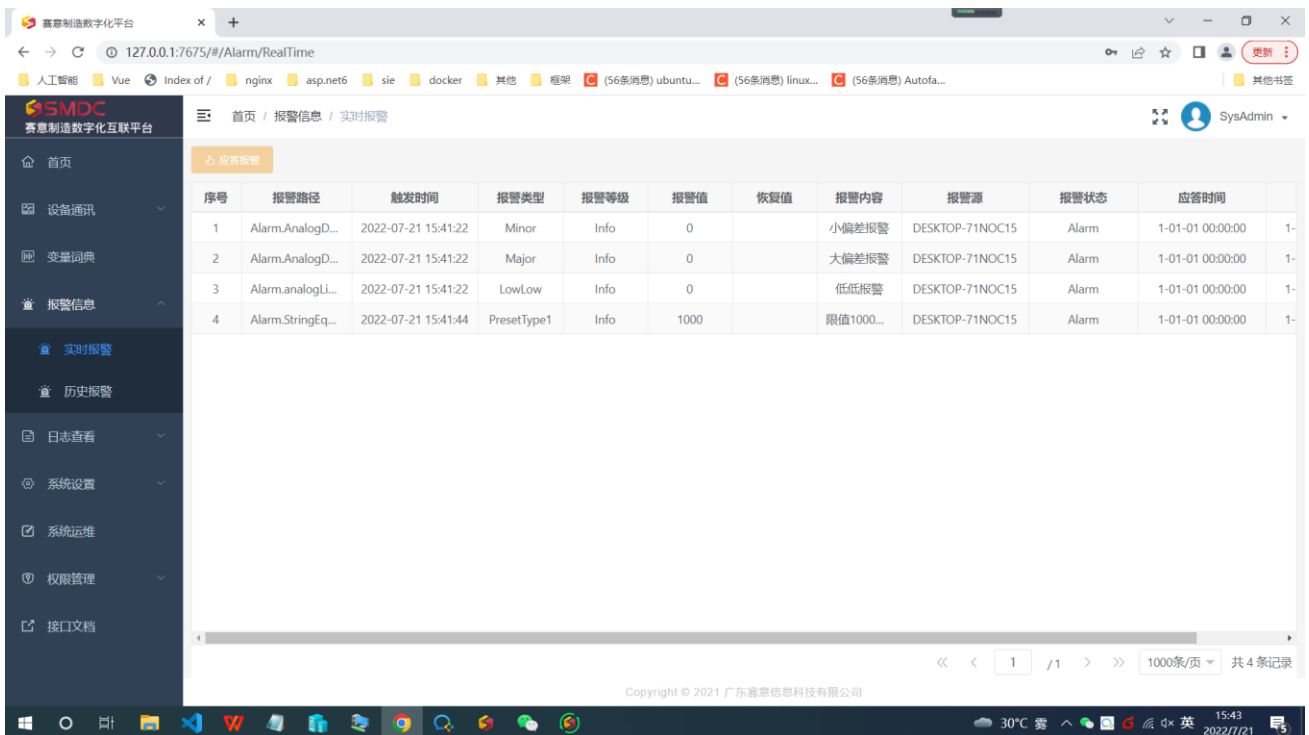 赛意制造数字化平台
127.0.0.1:7675/#/Alarm/RealTime
更新
人工智能 Vue Index of / nginx asp.net6 sie docker 其他 框架 (56条消息) ubuntu... (56条消息) linux... (56条消息) Autofa... 其他书签
SMDC
赛意制造数字化互联平台
首页 / 报警信息 / 实时报警
SysAdmin
首页
设备通讯
变量词典
报警信息
实时报警
历史报警
日志查看
系统设置
系统运维
权限管理
接口文档
应答报警
序号 报警路径 触发时间 报警类型 报警等级 报警值 恢复值 报警内容 报警源 报警状态 应答时间
1 Alarm.AnalogD... 2022-07-21 15:41:22 Minor Info 0 小偏差报警 DESKTOP-71NOC15 Alarm 1-01-01 00:00:00 1-
2 Alarm.AnalogD... 2022-07-21 15:41:22 Major Info 0 大偏差报警 DESKTOP-71NOC15 Alarm 1-01-01 00:00:00 1-
3 Alarm.analogLi... 2022-07-21 15:41:22 LowLow Info 0 低低报警 DESKTOP-71NOC15 Alarm 1-01-01 00:00:00 1-
4 Alarm.StringEq... 2022-07-21 15:41:44 PresetType1 Info 1000 限值1000... DESKTOP-71NOC15 Alarm 1-01-01 00:00:00 1-
1 /1 1000条/页 共 4 条记录
Copyright © 2021 广东赛意信息科技有限公司
30°C 雾 英 15:43
2022/7/21